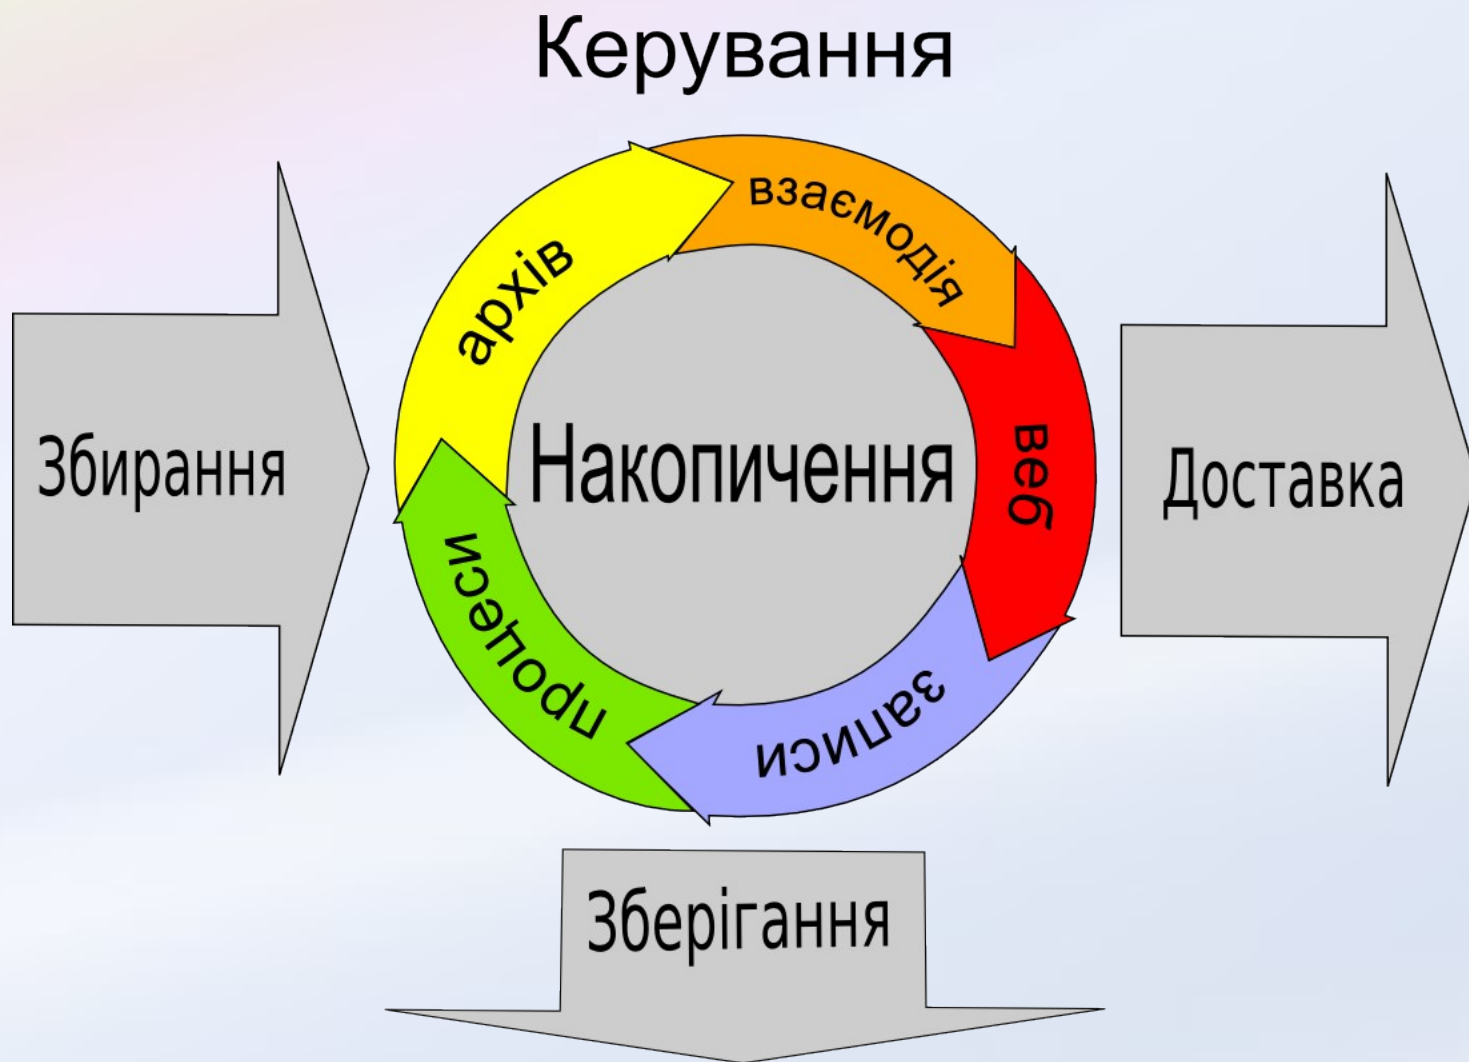 Керування
взаємодія
архів
веб
Збирання
Накопичення
Доставка
процеси
записи
Зберігання